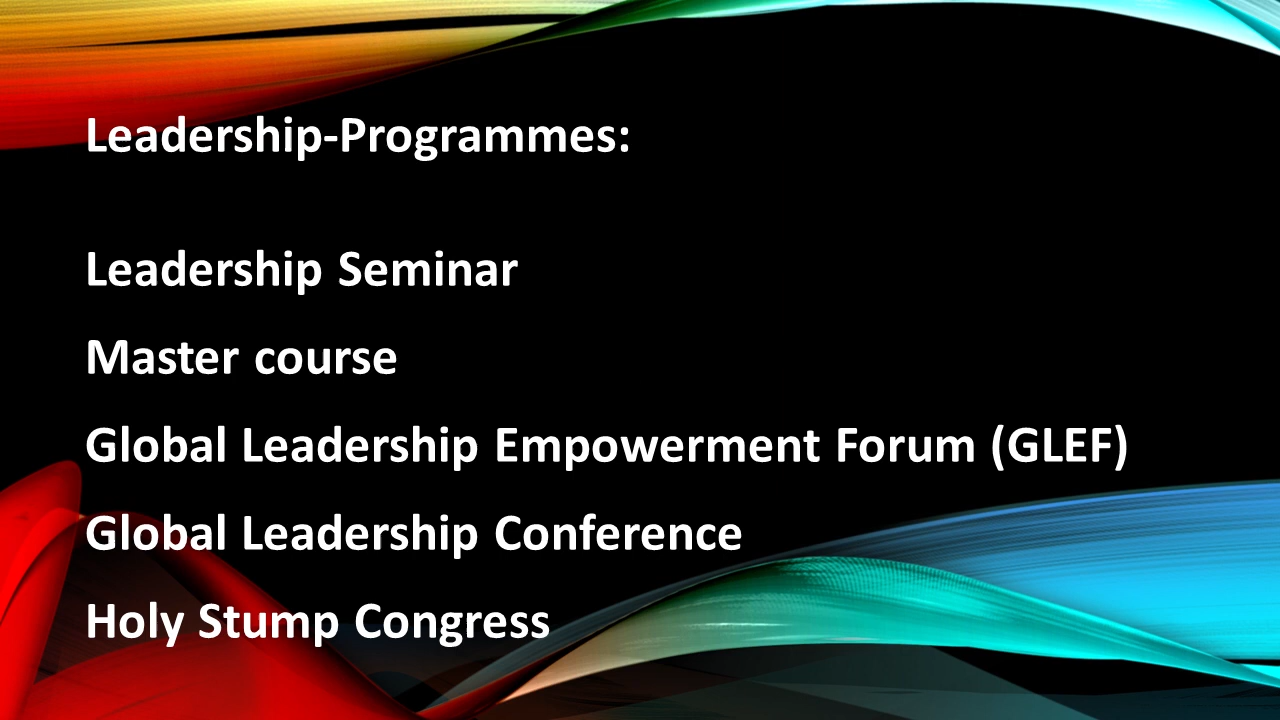 Leadership-Programmes:
Leadership Seminar
Master course
Global Leadership Empowerment Forum (GLEF)
Global Leadership Conference
Holy Stump Congress